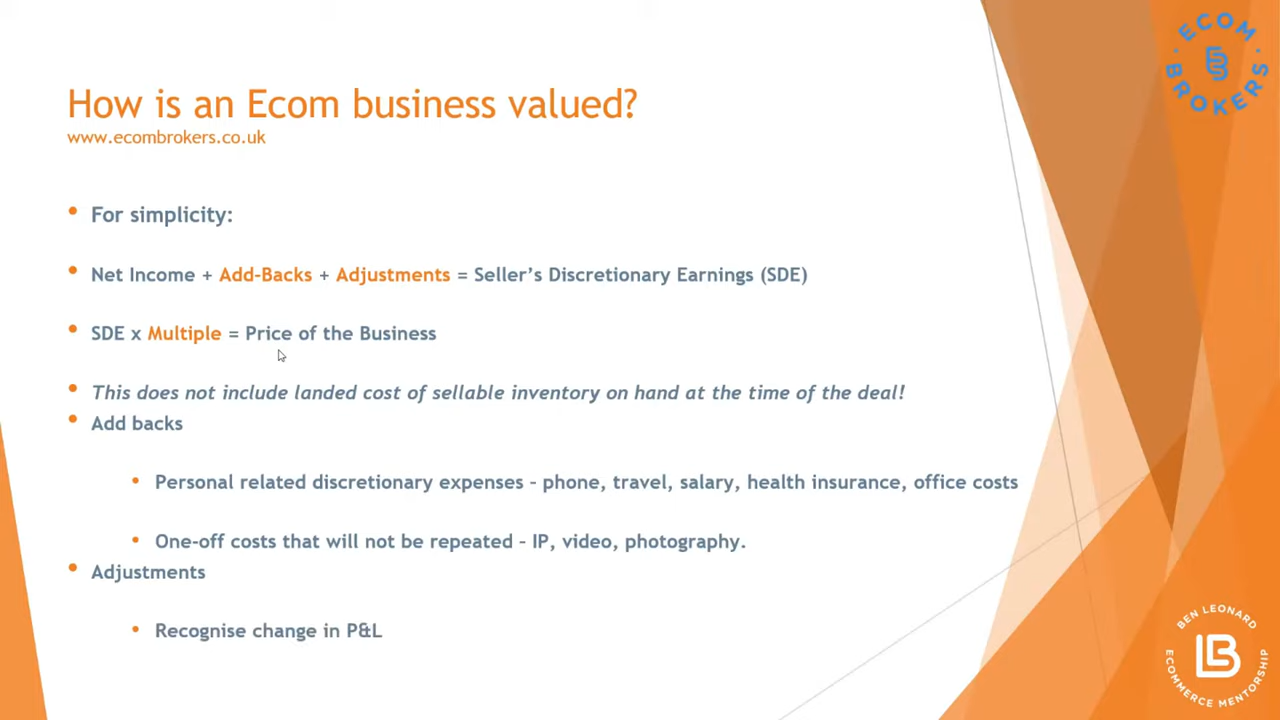 How is an Ecom business valued?
www.ecombrokers.co.uk
• For simplicity:
• Net Income + Add-Backs + Adjustments = Seller's Discretionary Earnings (SDE)
• SDE x Multiple = Price of the Business
• This does not include landed cost of sellable inventory on hand at the time of the deal!
• Add backs
• Personal related discretionary expenses – phone, travel, salary, health insurance, office costs
• One-off costs that will not be repeated – IP, video, photography.
• Adjustments
• Recognise change in P&L
ECOM
BROKERS
BEN LEONARD
LB
ECOMMERCE MENTORSHIP